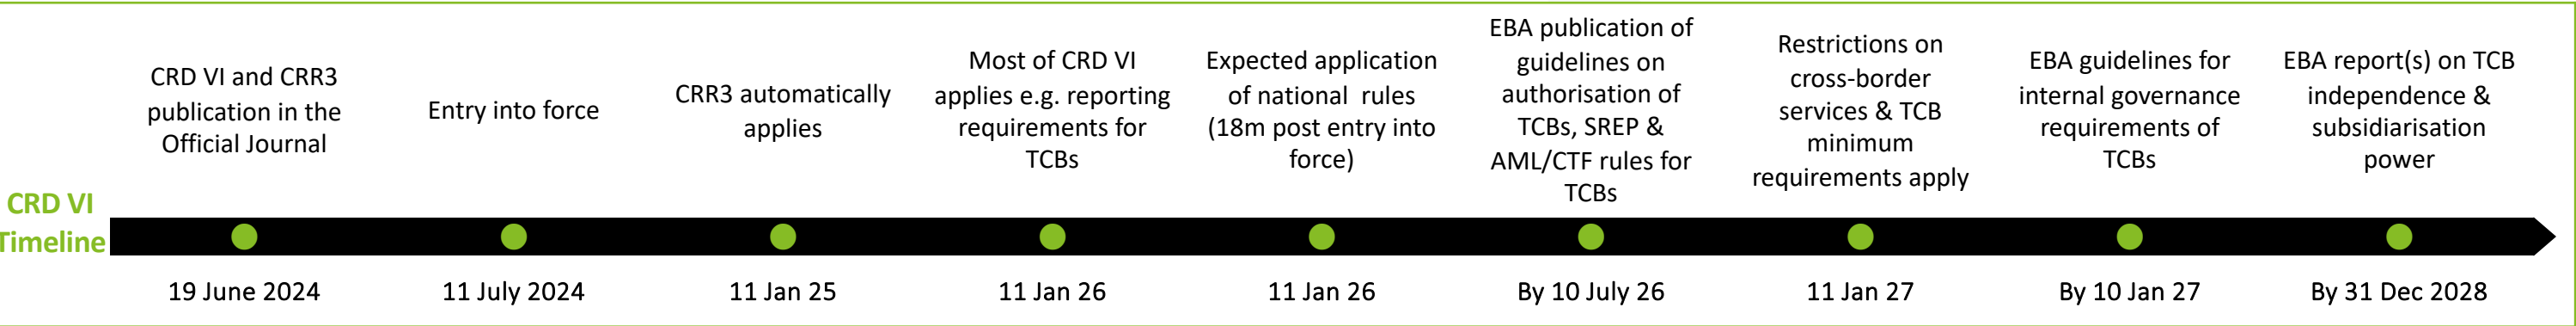 CRD VI and CRR3
publication in the
Official Journal
Entry into force
CRR3 automatically
applies
Most of CRD VI
applies e.g. reporting
requirements for
TCBs
Expected application
of national rules
(18m post entry into
force)
EBA publication of
guidelines on
authorisation of
TCBs, SREP &
AML/CTF rules for
TCBs
Restrictions on
cross-border
services & TCB
minimum
requirements apply
EBA guidelines for
internal governance
requirements of
TCBs
EBA report(s) on TCB
independence &
subsidiarisation
power
CRD VI
Timeline
19 June 2024
11 July 2024
11 Jan 25
11 Jan 26
11 Jan 26
By 10 July 26
11 Jan 27
By 10 Jan 27
By 31 Dec 2028